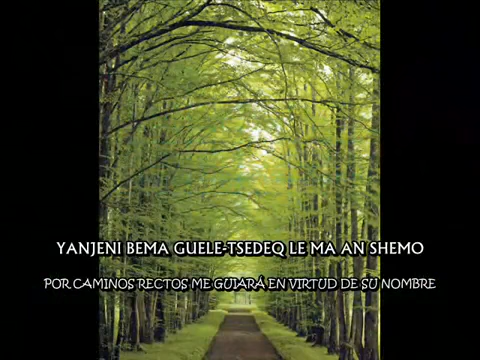 YANJENI BEMA GUELE-TSEDEQ LE MA AN SHEMO
POR CAMINOS RECTOS ME GUIARÁ EN VIRTUD DE SU NOMBRE